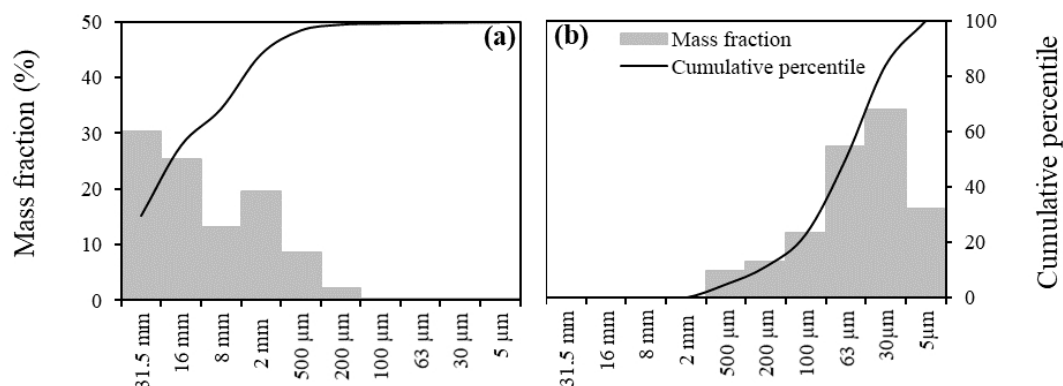 Mass fraction (%)
50
40
30
20
10
0
(a)
31.5 mm
16 mm
8 mm
2 mm
500 µm
200 µm
100 µm
63 µm
30 µm
5 µm
(b)
Mass fraction
Cumulative percentile
31.5 mm
16 mm
8 mm
2 mm
500 µm
200 µm
100 µm
63 µm
30µm
5µm
100
80
60
40
20
0
Cumulative percentile